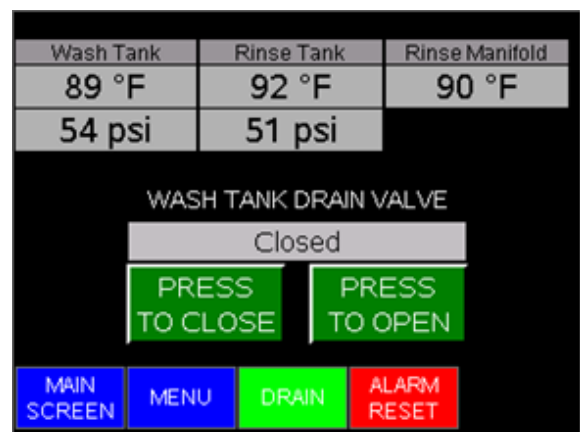 Wash Tank Rinse Tank Rinse Manifold
89 °F 92 °F 90 °F
54 psi 51 psi
WASH TANK DRAIN VALVE
Closed
PRESS
TO CLOSE
PRESS
TO OPEN
MAIN
SCREEN
MENU
DRAIN
ALARM
RESET